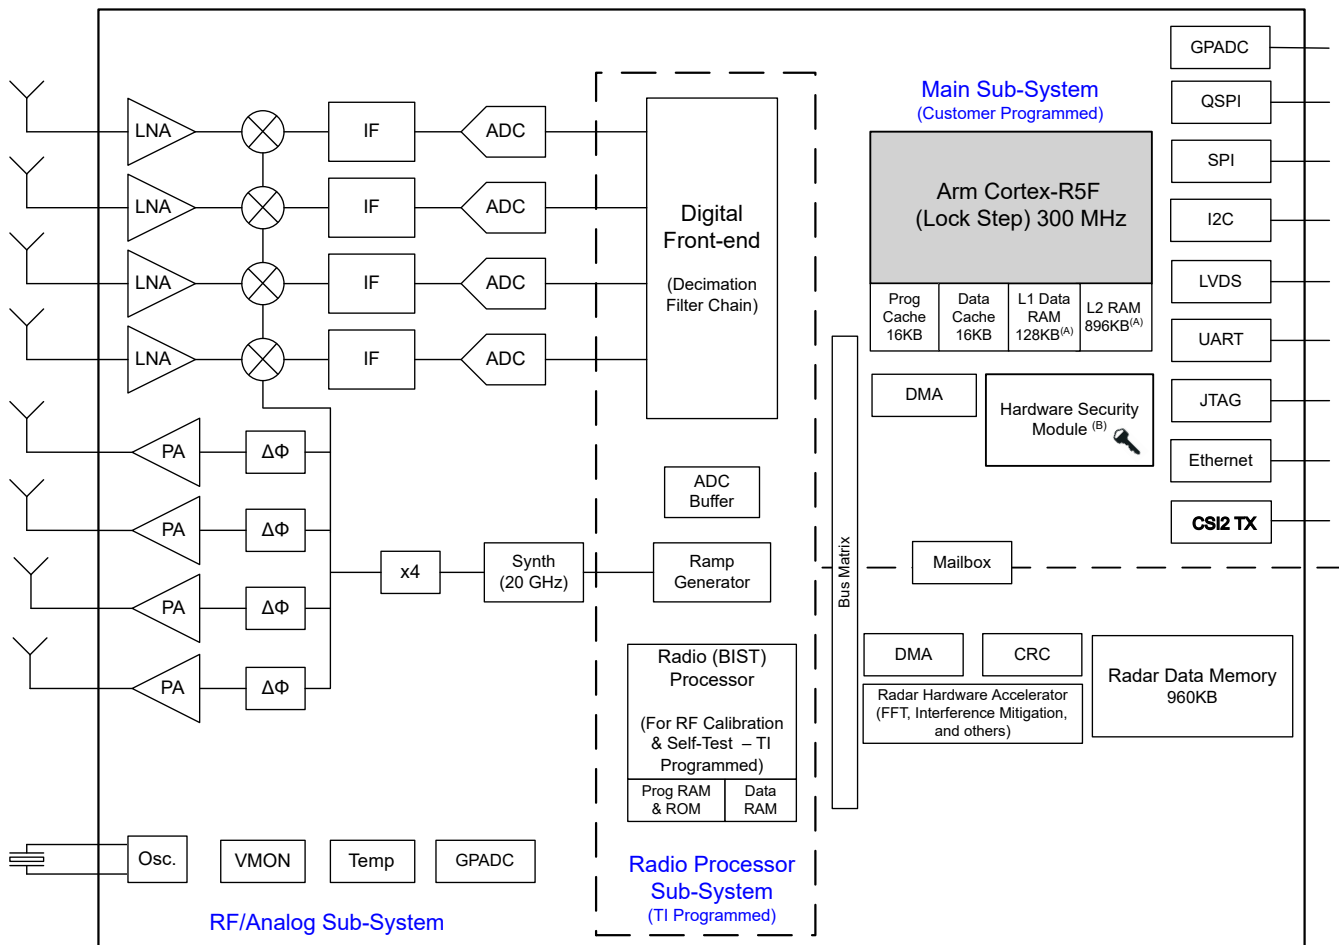 GPADC
Main Sub-System
(Customer Programmed)
QSPI
LNA
IF
ADC
SPI
Arm Cortex-R5F
(Lock Step) 300 MHz
LNA
IF
ADC
Digital
Front-end
(Decimation
Filter Chain)
I2C
LNA
IF
ADC
LVDS
Prog
Cache
16KB
Data
Cache
16KB
L1 Data
RAM
128KB(A)
L2 RAM
896KB(A)
UART
LNA
IF
ADC
DMA
Hardware Security
Module (B)
JTAG
PA
ΔΦ
Ethernet
ADC
Buffer
PA
ΔΦ
CSI2 TX
x4
Synth
(20 GHz)
Ramp
Generator
Bus Matrix
Mailbox
PA
ΔΦ
PA
ΔΦ
Radio (BIST)
Processor
(For RF Calibration
& Self-Test – TI
Programmed)
Prog RAM
& ROM
Data
RAM
DMA
CRC
Radar Hardware Accelerator
(FFT, Interference Mitigation,
and others)
Radar Data Memory
960KB
Osc.
VMON
Temp
GPADC
Radio Processor
Sub-System
(TI Programmed)
RF/Analog Sub-System